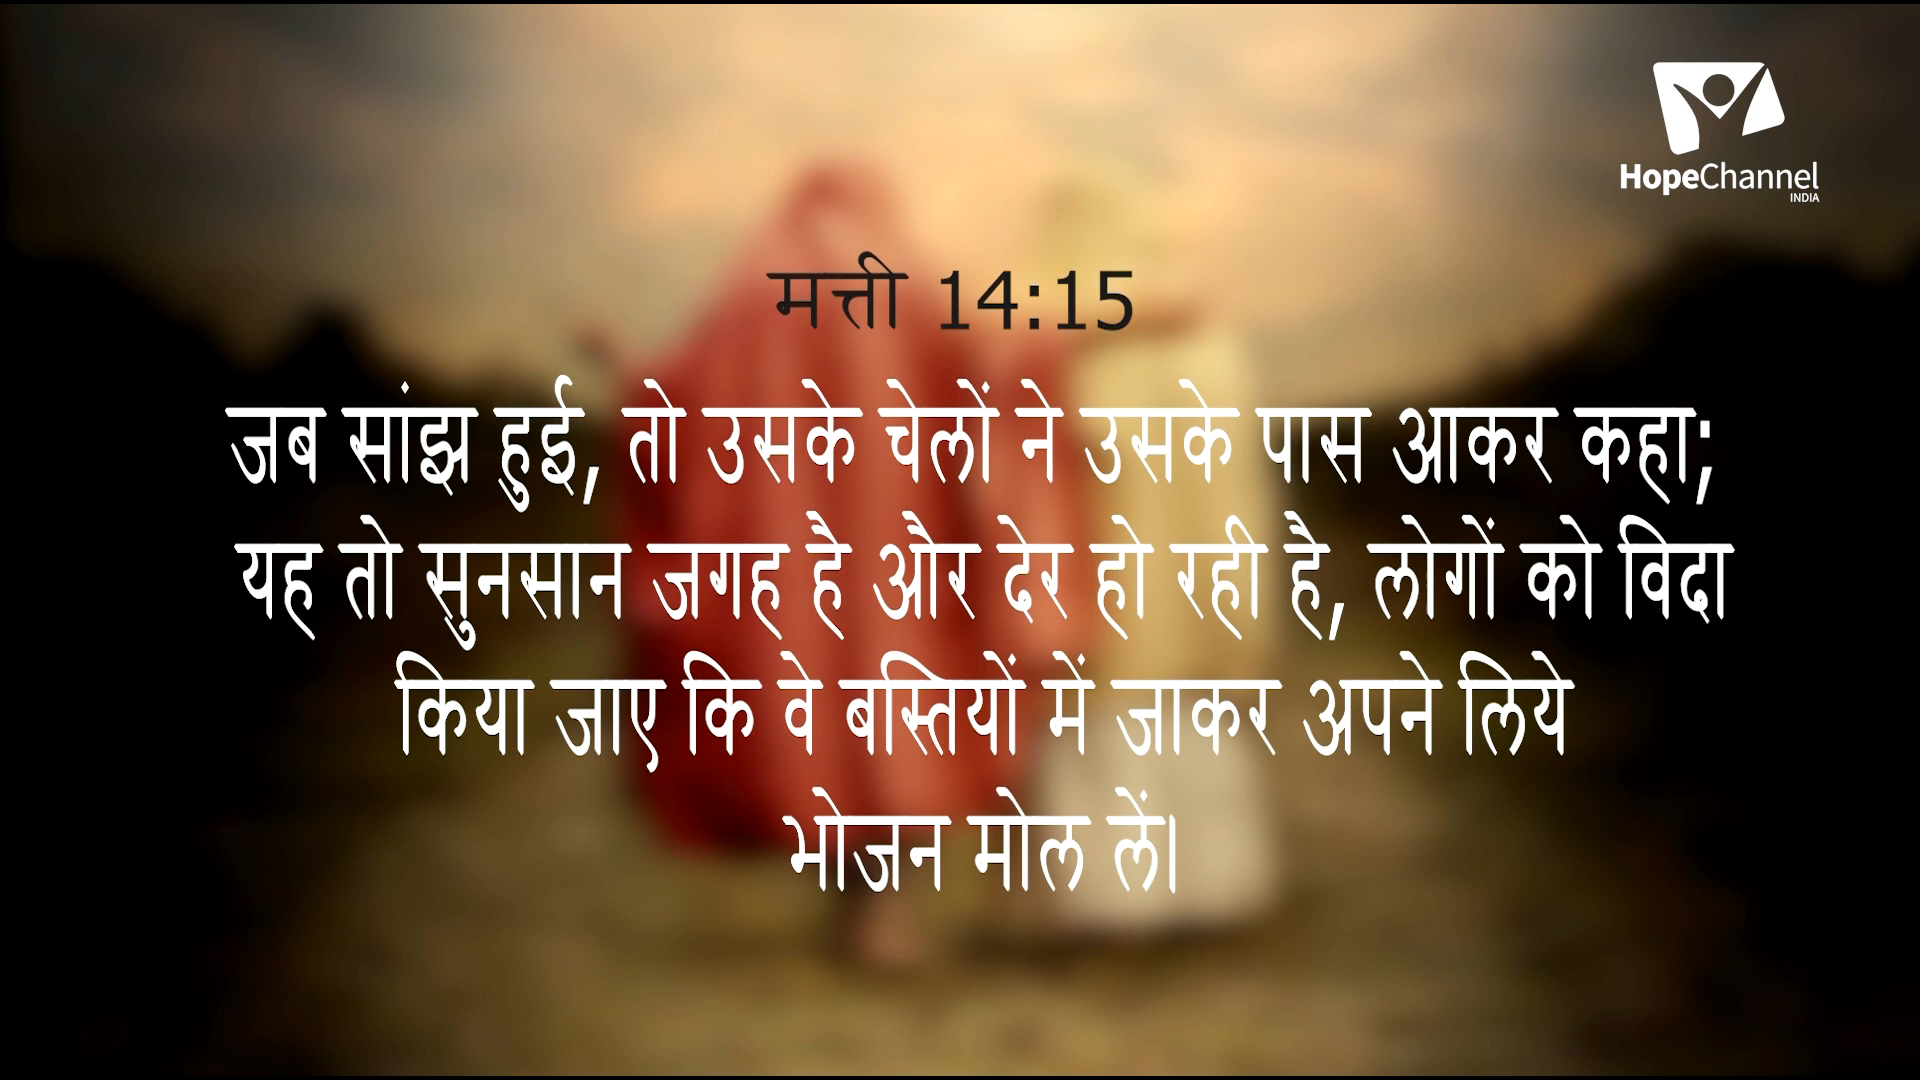 HopeChannel
INDIA
मत्ती 14:15
जब सांझ हुई, तो उसके चेलों ने उसके पास आकर कहा;
यह तो सुनसान जगह है और देर हो रही है, लोगों को विदा
किया जाए कि वे बस्तियों में जाकर अपने लिये
भोजन मोल लें।